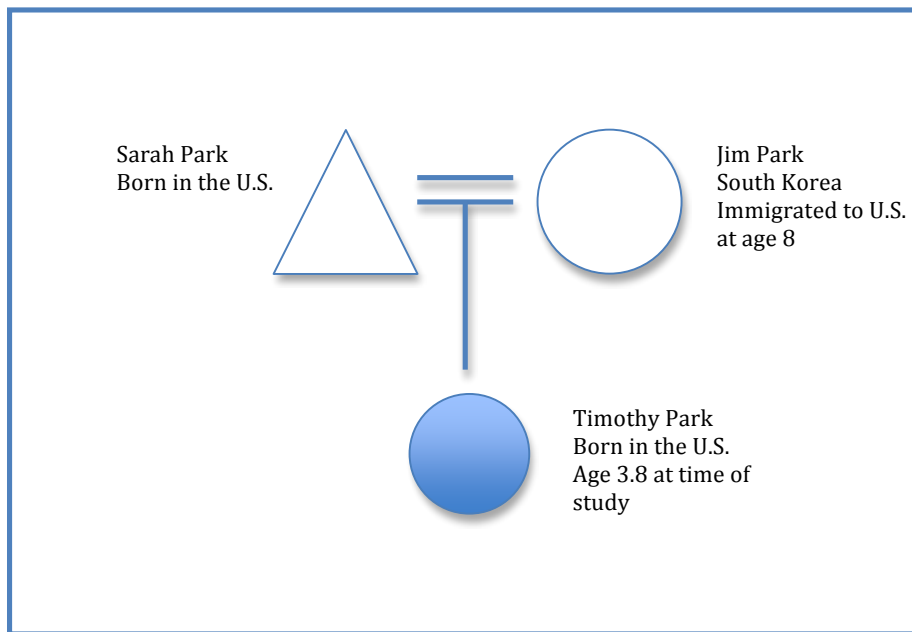 Sarah Park
Born in the U.S.
Jim Park
South Korea
Immigrated to U.S.
at age 8
Timothy Park
Born in the U.S.
Age 3.8 at time of
study